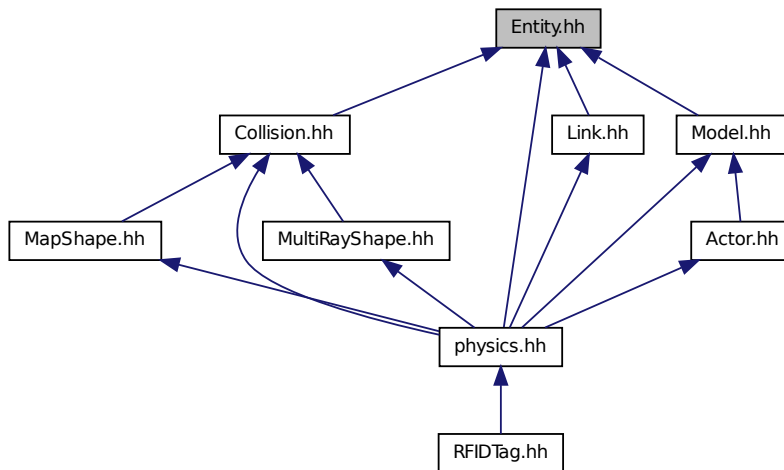 Entity.hh
Collision.hh
Link.hh
Model.hh
MapShape.hh
MultiRayShape.hh
Actor.hh
physics.hh
RFIDTag.hh